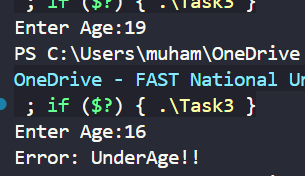 ; if ($?) { .\Task3 }
Enter Age:19
PS C:\Users\muham\OneDrive
OneDrive - FAST National Un
; if ($?) { .\Task3 }
Enter Age:16
Error: UnderAge!!